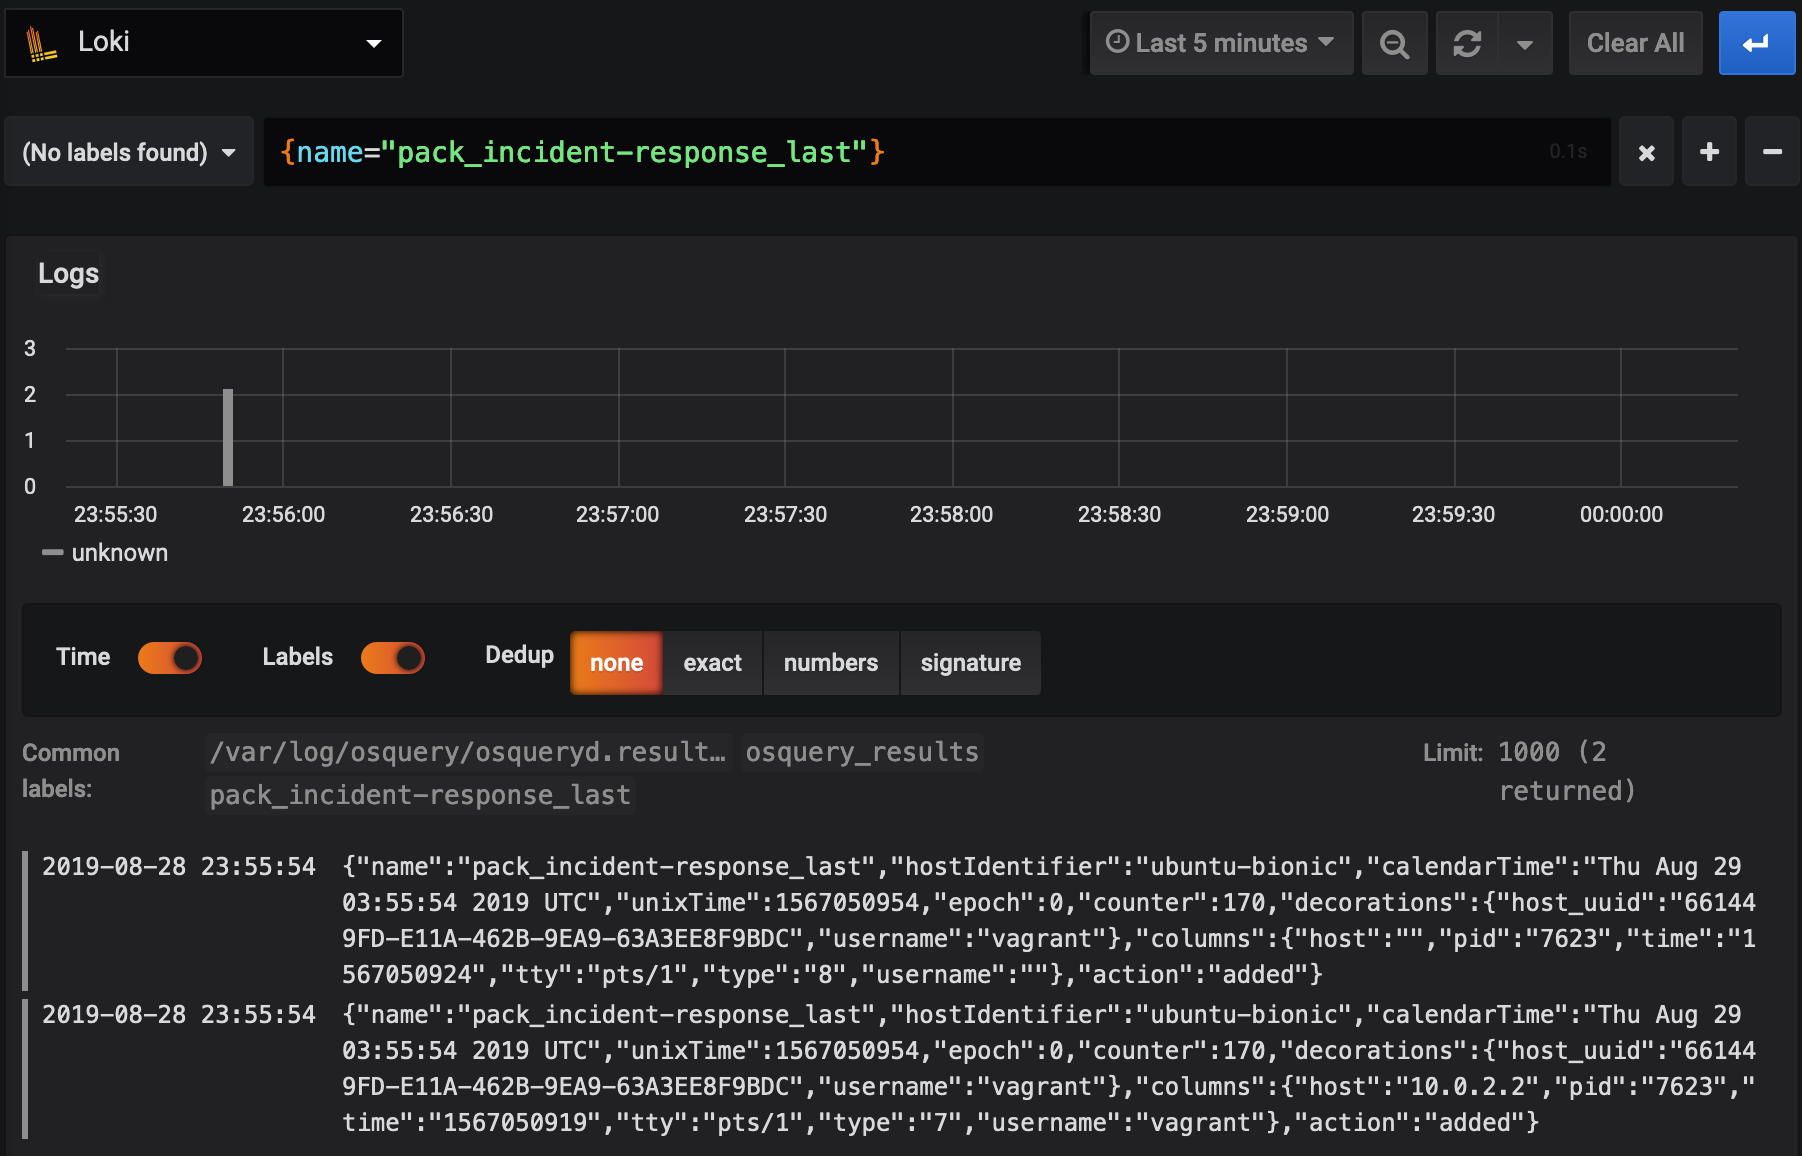 Loki
Last 5 minutes
Clear All
(No labels found)
{name="pack_incident-response_last"}
0.1s
Logs
3
2
1
0
23:55:30 23:56:00 23:56:30 23:57:00 23:57:30 23:58:00 23:58:30 23:59:00 23:59:30 00:00:00
unknown
Time Labels Dedup none exact numbers signature
Common labels:
/var/log/osquery/osqueryd.result… osquery_results
pack_incident-response_last
Limit: 1000 (2
returned)
2019-08-28 23:55:54 {"name":"pack_incident-response_last","hostIdentifier":"ubuntu-bionic","calendarTime":"Thu Aug 29
03:55:54 2019 UTC","unixTime":1567050954,"epoch":0,"counter":170,"decorations":{"host_uuid":"66144
9FD-E11A-462B-9EA9-63A3EE8F9BDC","username":"vagrant"},"columns":{"host":"","pid":"7623","time":"1
567050924","tty":"pts/1","type":"8","username":""},"action":"added"}
2019-08-28 23:55:54 {"name":"pack_incident-response_last","hostIdentifier":"ubuntu-bionic","calendarTime":"Thu Aug 29
03:55:54 2019 UTC","unixTime":1567050954,"epoch":0,"counter":170,"decorations":{"host_uuid":"66144
9FD-E11A-462B-9EA9-63A3EE8F9BDC","username":"vagrant"},"columns":{"host":"10.0.2.2","pid":"7623","
time":"1567050919","tty":"pts/1","type":"7","username":"vagrant"},"action":"added"}